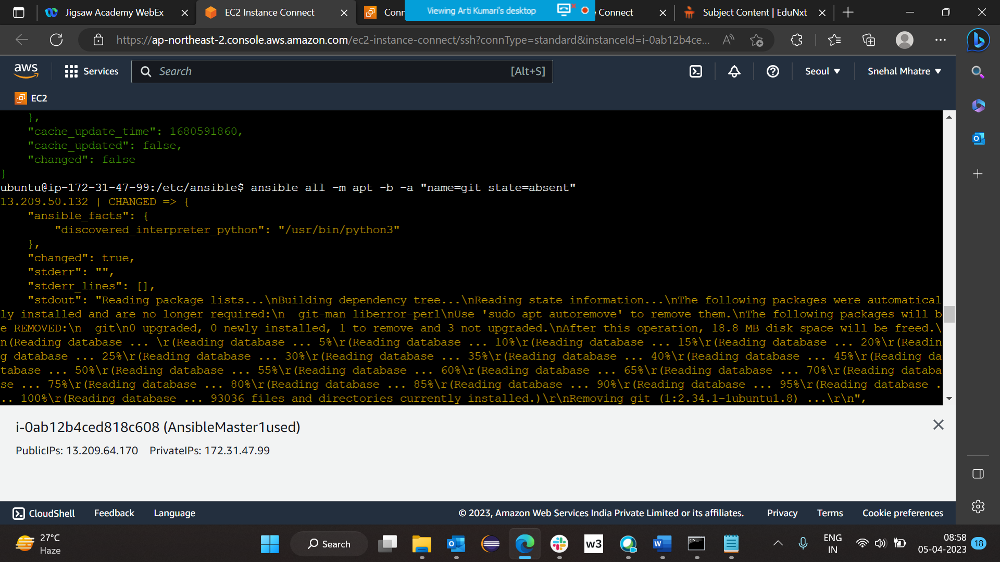 Jigsaw Academy WebEx
EC2 Instance Connect
Conr
Viewing Arti Kumari's desktop
Connect
Subject Content | EduNxt
https://ap-northeast-2.console.aws.amazon.com/ec2-instance-connect/ssh?connType=standard&instanceId=i-0ab12b4ce...
aws
Services
Search
[Alt+S]
Seoul
Snehal Mhatre
EC2
    },
    "cache_update_time": 1680591860,
    "cache_updated": false,
    "changed": false
}
ubuntu@ip-172-31-47-99:/etc/ansible$ ansible all -m apt -b -a "name=git state=absent"
13.209.50.132 | CHANGED => {
    "ansible_facts": {
        "discovered_interpreter_python": "/usr/bin/python3"
    },
    "changed": true,
    "stderr": "",
    "stderr_lines": [],
    "stdout": "Reading package lists...\nBuilding dependency tree...\nReading state information...\nThe following packages were automatical
ly installed and are no longer required:\n  git-man liberror-perl\nUse 'sudo apt autoremove' to remove them.\nThe following packages will b
e REMOVED:\n  git\n0 upgraded, 0 newly installed, 1 to remove and 3 not upgraded.\nAfter this operation, 18.8 MB disk space will be freed.\
n(Reading database ... \r(Reading database ... 5%\r(Reading database ... 10%\r(Reading database ... 15%\r(Reading database ... 20%\r(Readin
g database ... 25%\r(Reading database ... 30%\r(Reading database ... 35%\r(Reading database ... 40%\r(Reading database ... 45%\r(Reading da
tabase ... 50%\r(Reading database ... 55%\r(Reading database ... 60%\r(Reading database ... 65%\r(Reading database ... 70%\r(Reading databa
se ... 75%\r(Reading database ... 80%\r(Reading database ... 85%\r(Reading database ... 90%\r(Reading database ... 95%\r(Reading database .
.. 100%\r(Reading database ... 93036 files and directories currently installed.)\r\nRemoving git (1:2.34.1-1ubuntu1.8) ...\r\n",
i-0ab12b4ced818c608 (AnsibleMaster1used)
PublicIPs: 13.209.64.170    PrivateIPs: 172.31.47.99
CloudShell
Feedback
Language
© 2023, Amazon Web Services India Private Limited or its affiliates.
Privacy
Terms
Cookie preferences
27°C
Haze
Search
w3
ENG
IN
08:58
05-04-2023
18